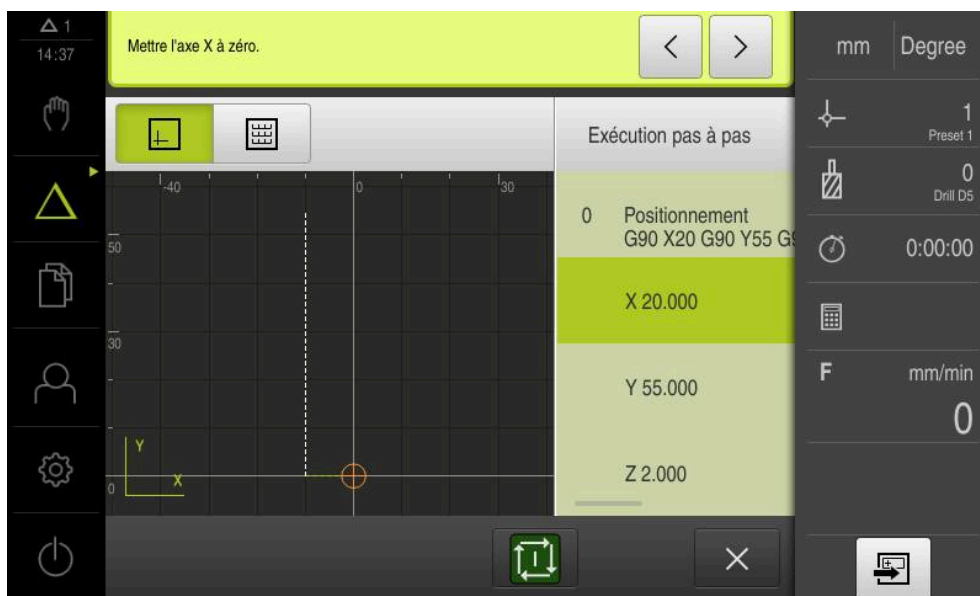 1
14:37
Mettre l'axe X à zéro.
mm Degree
1
Preset 1
0
Drill D5
0:00:00
F mm/min
0
Exécution pas à pas
0 Positionnement
G90 X20 G90 Y55
X 20.000
Y 55.000
Z 2.000
-40 0 30
50
30
0
Y
X